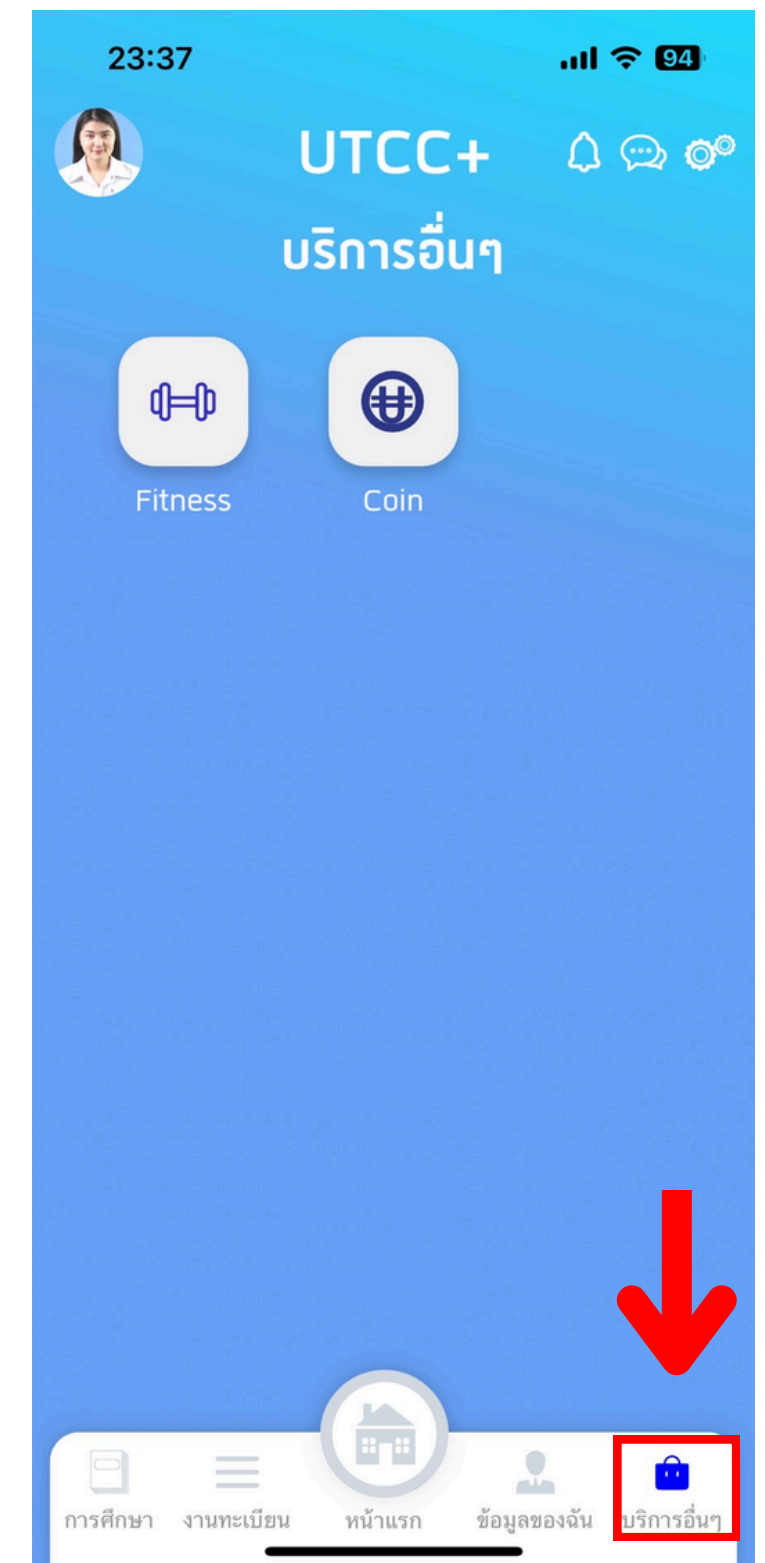 23:37
94
UTCC+
บริการอื่นๆ
Fitness
Coin
การศึกษา
งานทะเบียน
หน้าแรก
ข้อมูลของฉัน
บริการอื่นๆ